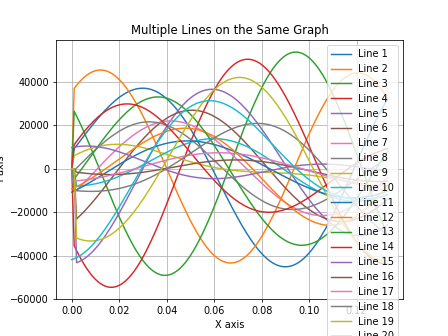 Multiple Lines on the Same Graph
40000
20000
0
−20000
−40000
−60000
0.00
0.02
0.04
0.06
0.08
0.10
X axis
Line 1
Line 2
Line 3
Line 4
Line 5
Line 6
Line 7
Line 8
Line 9
Line 10
Line 11
Line 12
Line 13
Line 14
Line 15
Line 16
Line 17
Line 18
Line 19
Line 20